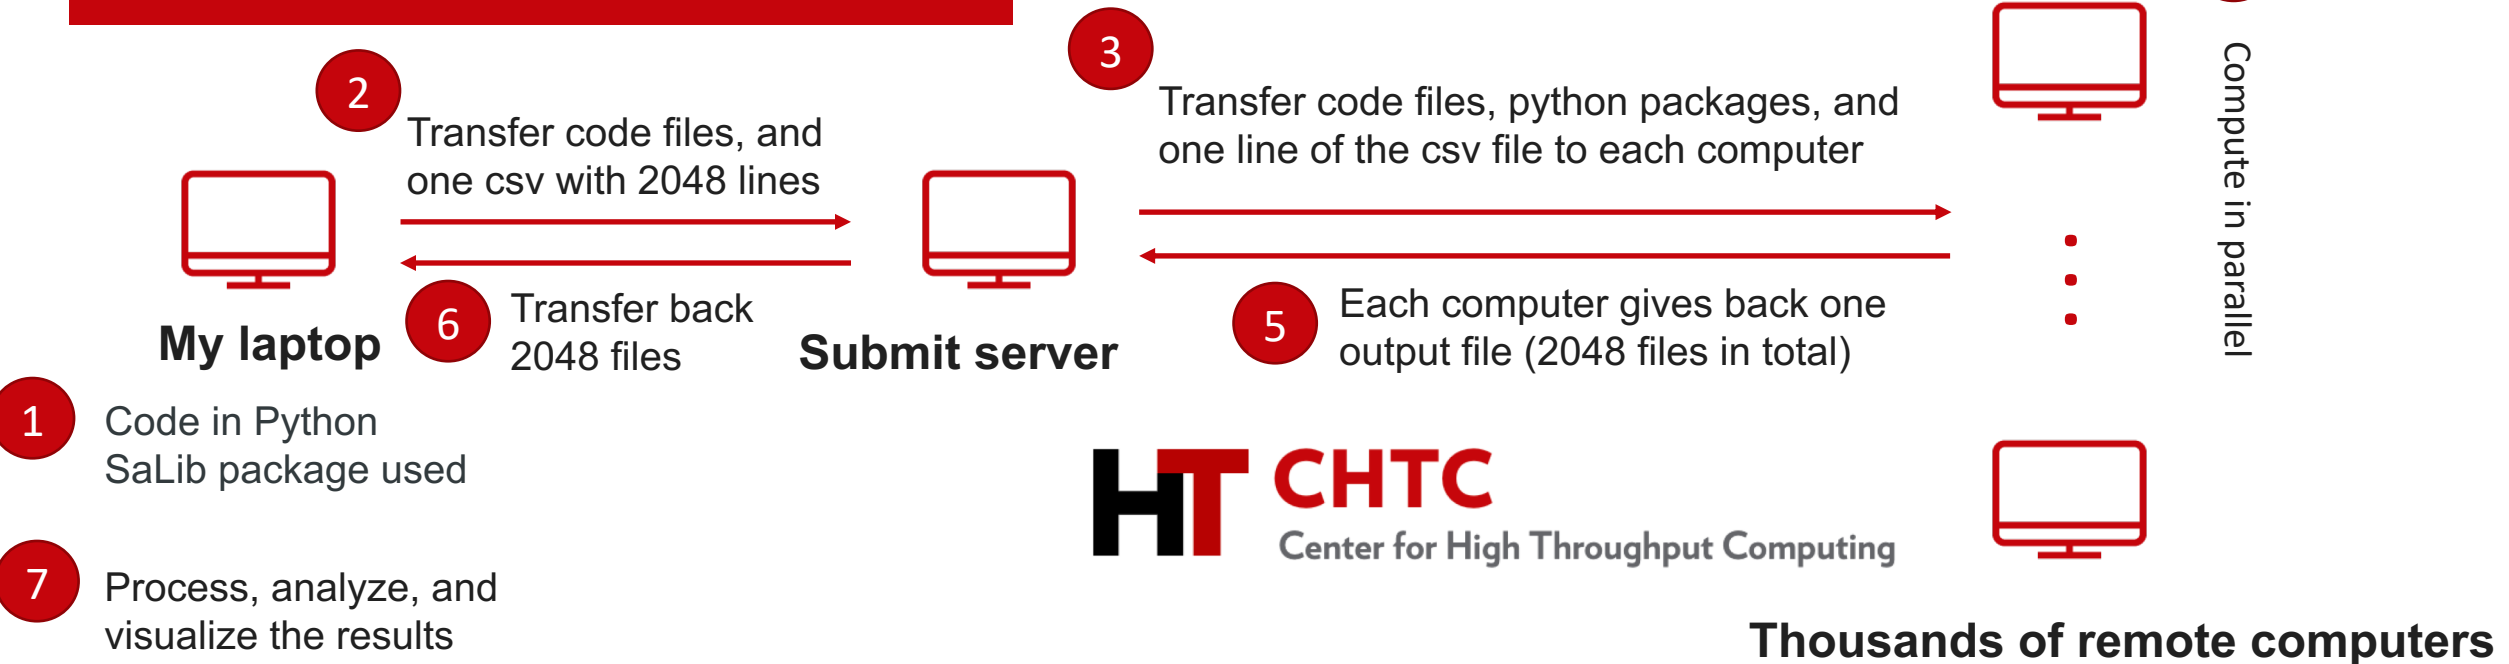 2
Transfer code files, and
one csv with 2048 lines
3
Transfer code files, python packages, and
one line of the csv file to each computer
Compute in parallel
6
Transfer back
2048 files
5
Each computer gives back one
output file (2048 files in total)
My laptop
Submit server
1
Code in Python
SaLib package used
HT
CHTC
Center for High Throughput Computing
7
Process, analyze, and
visualize the results
Thousands of remote computers